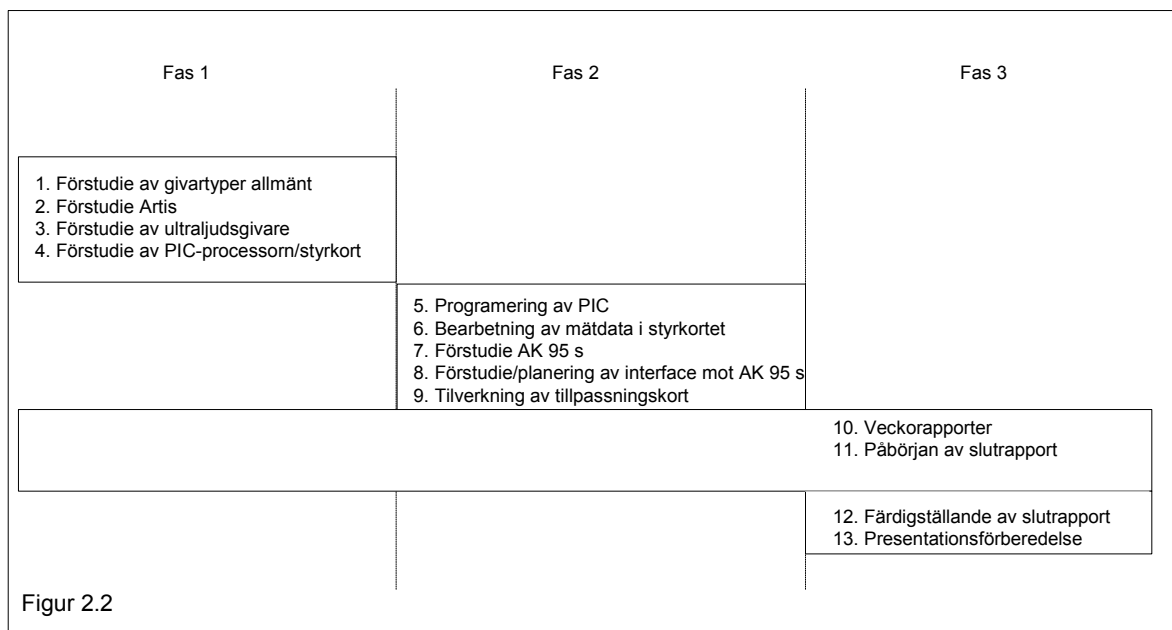 Fas 1
Fas 2
Fas 3
1. Förstudie av givartyper allmänt
2. Förstudie Artis
3. Förstudie av ultraljudsgivare
4. Förstudie av PIC-processorn/styrkort
5. Programering av PIC
6. Bearbetning av mätdata i styrkortet
7. Förstudie AK 95 s
8. Förstudie/planering av interface mot AK 95 s
9. Tilverkning av tillpassningskort
10. Veckorapporter
11. Påbörjan av slutrapport
12. Färdigställande av slutrapport
13. Presentationsförberedelse
Figur 2.2